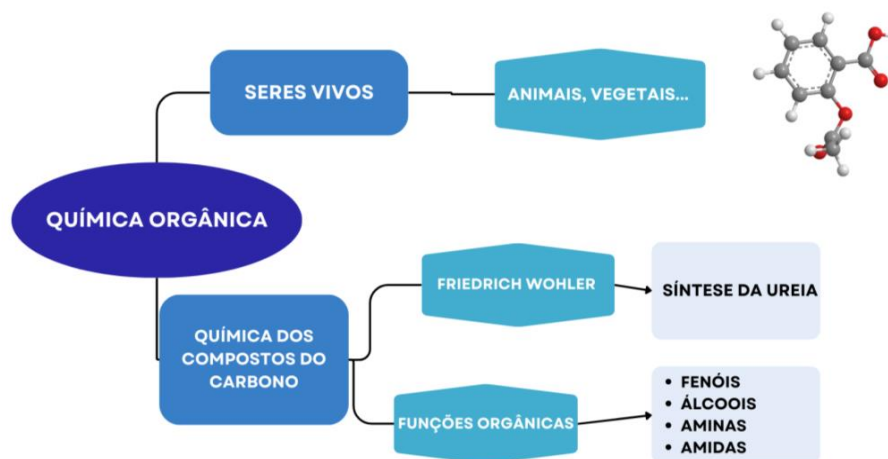 SERES VIVOS
ANIMAIS, VEGETAIS...
QUÍMICA ORGÂNICA
FRIEDRICH WOHLER
SÍNTESE DA UREIA
QUÍMICA DOS
COMPOSTOS DO
CARBONO
FUNÇÕES ORGÂNICAS
• FENÓIS
• ÁLCOOIS
• AMINAS
• AMIDAS